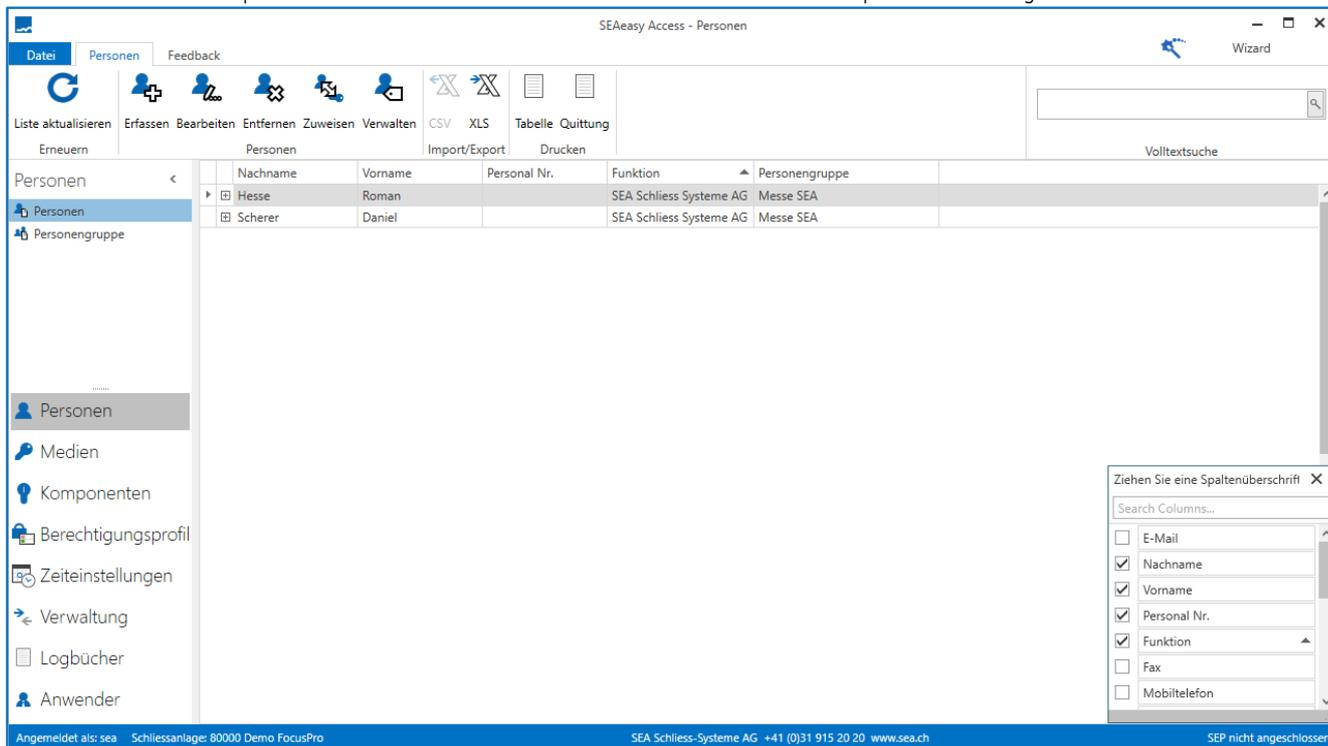 SEAeasy Access - Personen
Datei Personen Feedback Wizard
Liste aktualisieren Erfassen Bearbeiten Entfernen Zuweisen Verwalten CSV XLS Tabelle Quittung
Erneuern Personen Import/Export Drucken Volltextsuche
Personen
Personen
Personengruppe
Nachname Vorname Personal Nr. Funktion Personengruppe
Hesse Roman SEA Schliess Systeme AG Messe SEA
Scherer Daniel SEA Schliess Systeme AG Messe SEA
Personen
Medien
Komponenten
Berechtigungsprofil
Zeiteinstellungen
Verwaltung
Logbücher
Anwender
Ziehen Sie eine Spaltenüberschrift
Search Columns...
E-Mail
Nachname
Vorname
Personal Nr.
Funktion
Fax
Mobiltelefon
Angemeldet als: sea Schliessanlage: 80000 Demo FocusPro SEA Schliess-Systeme AG +41 (0)31 915 20 20 www.sea.ch SEP nicht angeschlossen